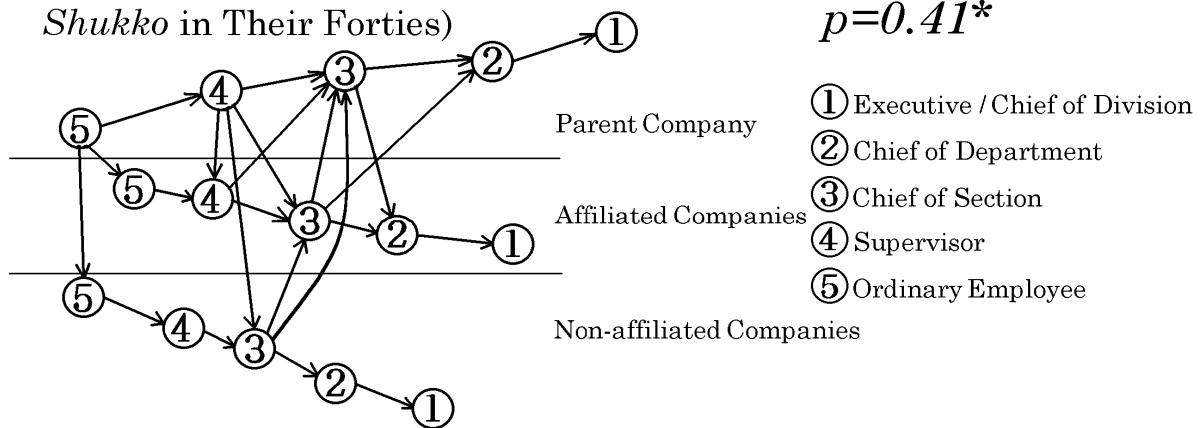 Shukko in Their Forties)
p=0.41*
① Executive / Chief of Division
② Chief of Department
③ Chief of Section
④ Supervisor
⑤ Ordinary Employee
Parent Company
Affiliated Companies
Non-affiliated Companies
⑤ ④ ③ ② ①
⑤ ④ ③ ② ①
⑤ ④ ③ ② ①